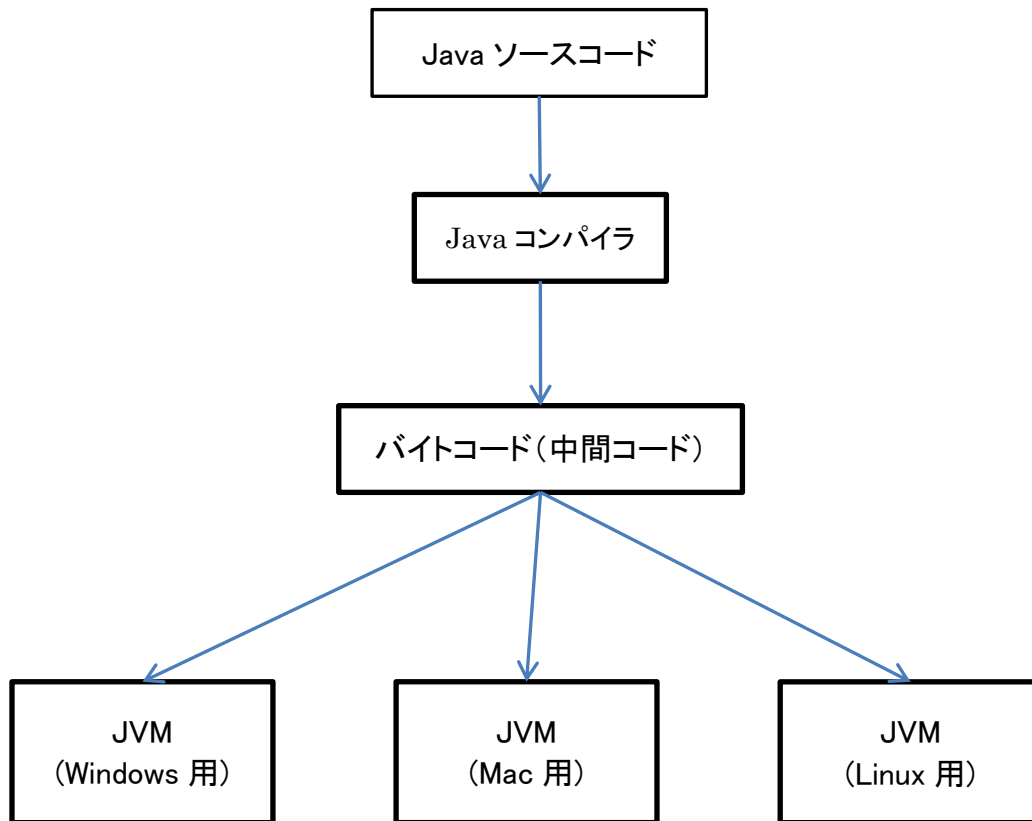 Java ソースコード
Java コンパイラ
バイトコード（中間コード）
JVM
(Windows 用)
JVM
(Mac 用)
JVM
(Linux 用)